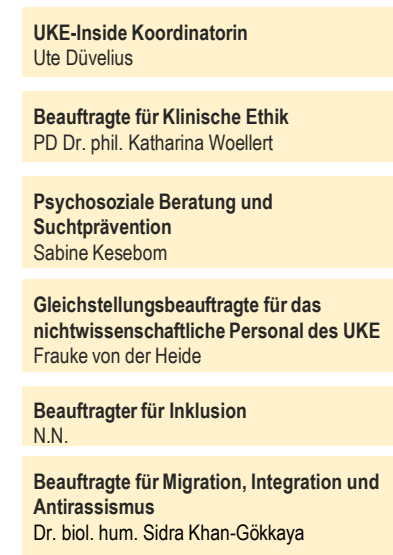 UKE-Inside Koordinatorin
Ute Düvelius
Beauftragte für Klinische Ethik
PD Dr. phil. Katharina Woellert
Psychosoziale Beratung und
Suchtprävention
Sabine Kesebom
Gleichstellungsbeauftragte für das
nichtwissenschaftliche Personal des UKE
Frauke von der Heide
Beauftragter für Inklusion
N.N.
Beauftragte für Migration, Integration und
Antirassismus
Dr. biol. hum. Sidra Khan-Gökkaya